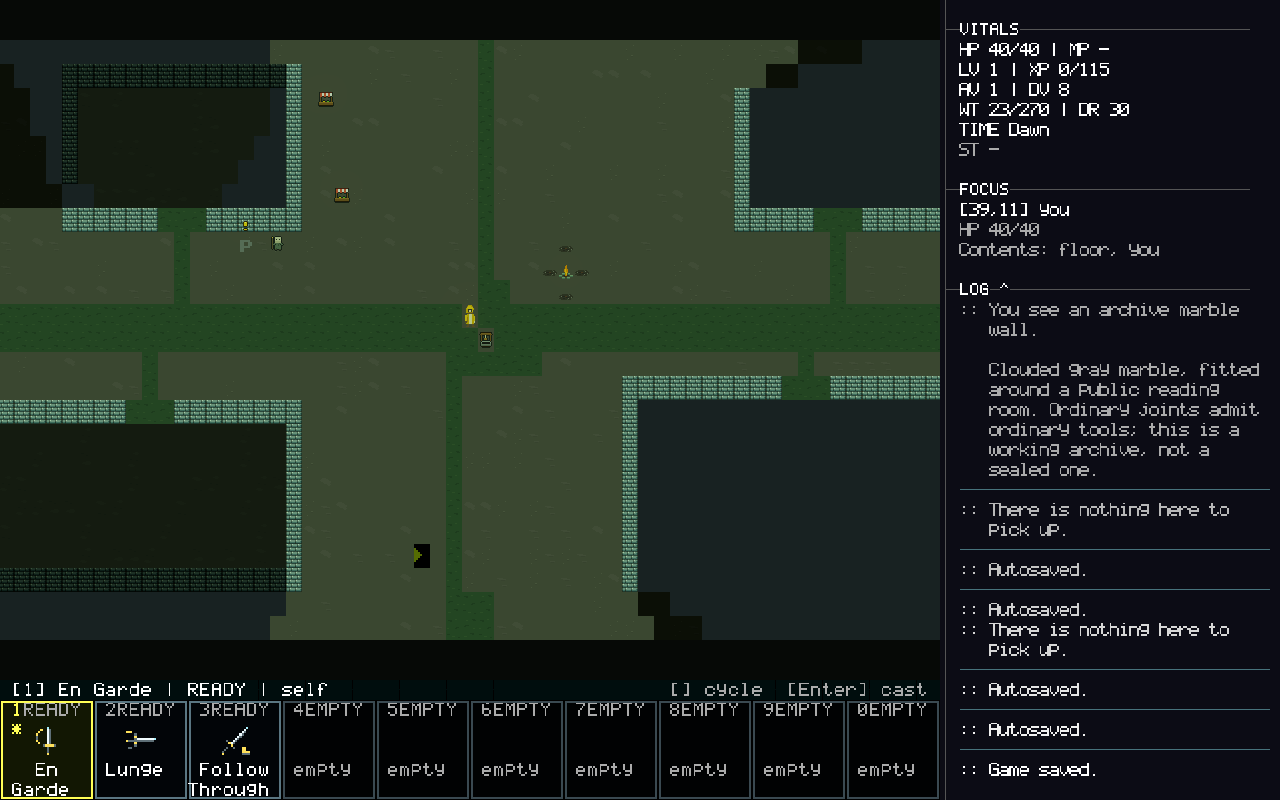 VITALS
HP 40/40 | MP -
LV 1 | XP 0/115
AV 1 | DV 8
WT 23/270 | DR 30
TIME Dawn
ST -
FOCUS
[39,11] You
HP 40/40
Contents: floor, You
LOG ^
:: You see an archive marble
wall.
Clouded gray marble, fitted
around a Public reading
room. Ordinary joints admit
ordinary tools; this is a
working archive, not a
sealed one.
:: There is nothing here to
Pick uP.
:: Autosaved.
:: Autosaved.
:: There is nothing here to
Pick uP.
:: Autosaved.
:: Autosaved.
:: Game saved.
P
[1] En Garde | READY | self
[] cycle [Enter] cast
1READY 2READY 3READY 4EMPTY 5EMPTY 6EMPTY 7EMPTY 8EMPTY 9EMPTY 0EMPTY
*
En Garde
Lunge
Follow Through
empty empty empty empty empty empty empty